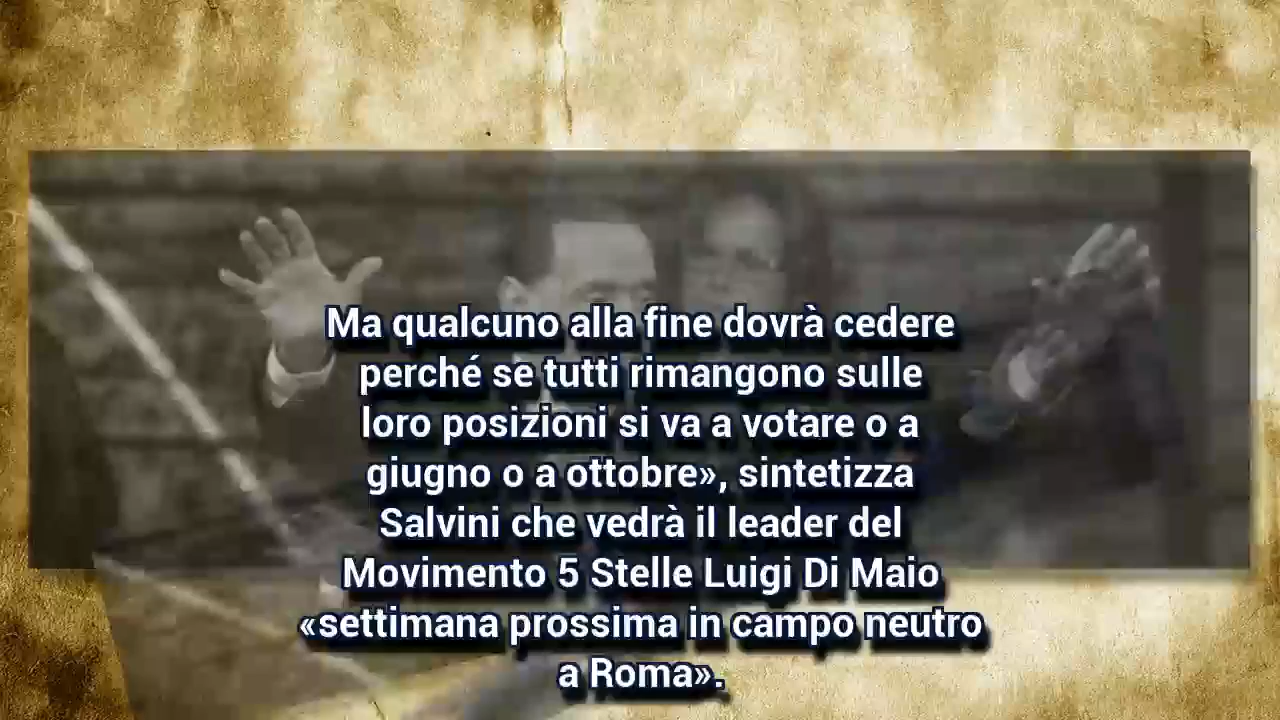 Ma qualcuno alla fine dovrà cedere
perché se tutti rimangono sulle
loro posizioni si va a votare o a
giugno o a ottobre», sintetizza
Salvini che vedrà il leader del
Movimento 5 Stelle Luigi Di Maio
«settimana prossima in campo neutro
a Roma».